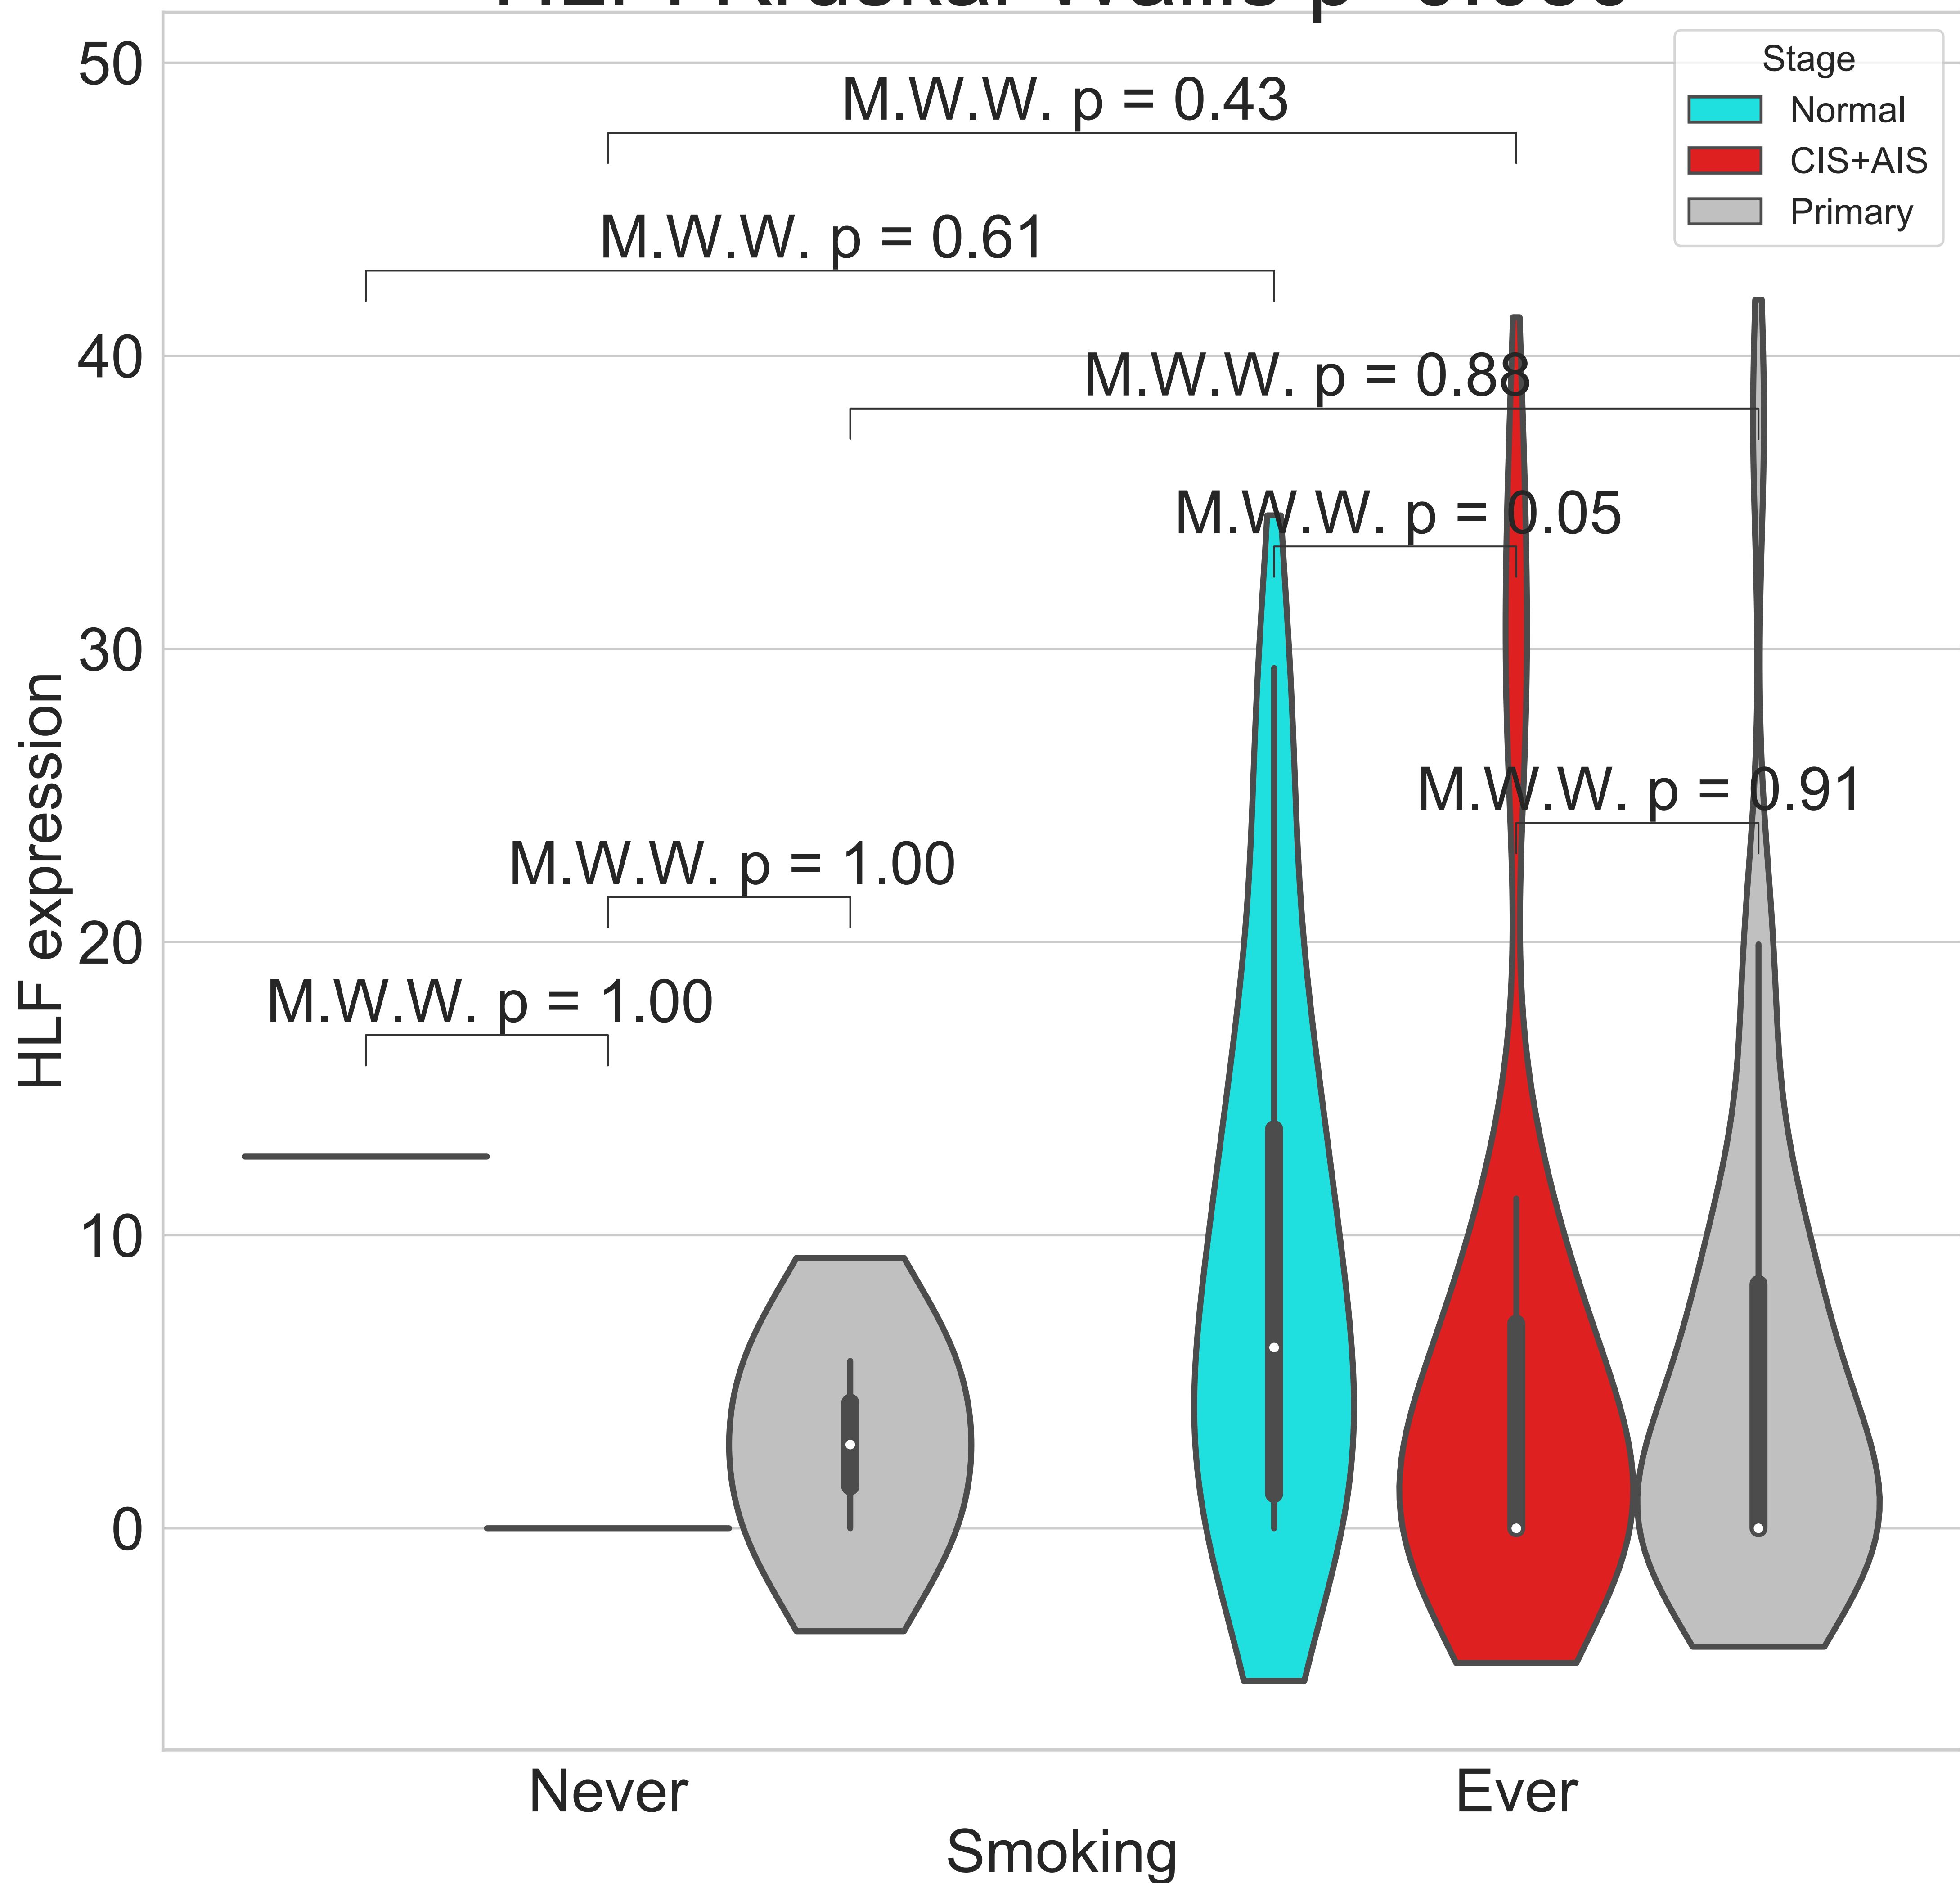 50
M.W.W. p = 0.43
M.W.W. p = 0.61
40
M.W.W. p = 0.88
M.W.W. p = 0.05
30
M.W.W. p = 0.91
M.W.W. p = 1.00
20
M.W.W. p = 1.00
10
0
HLF expression
Never
Ever
Smoking
Stage
Normal
CIS+AIS
Primary